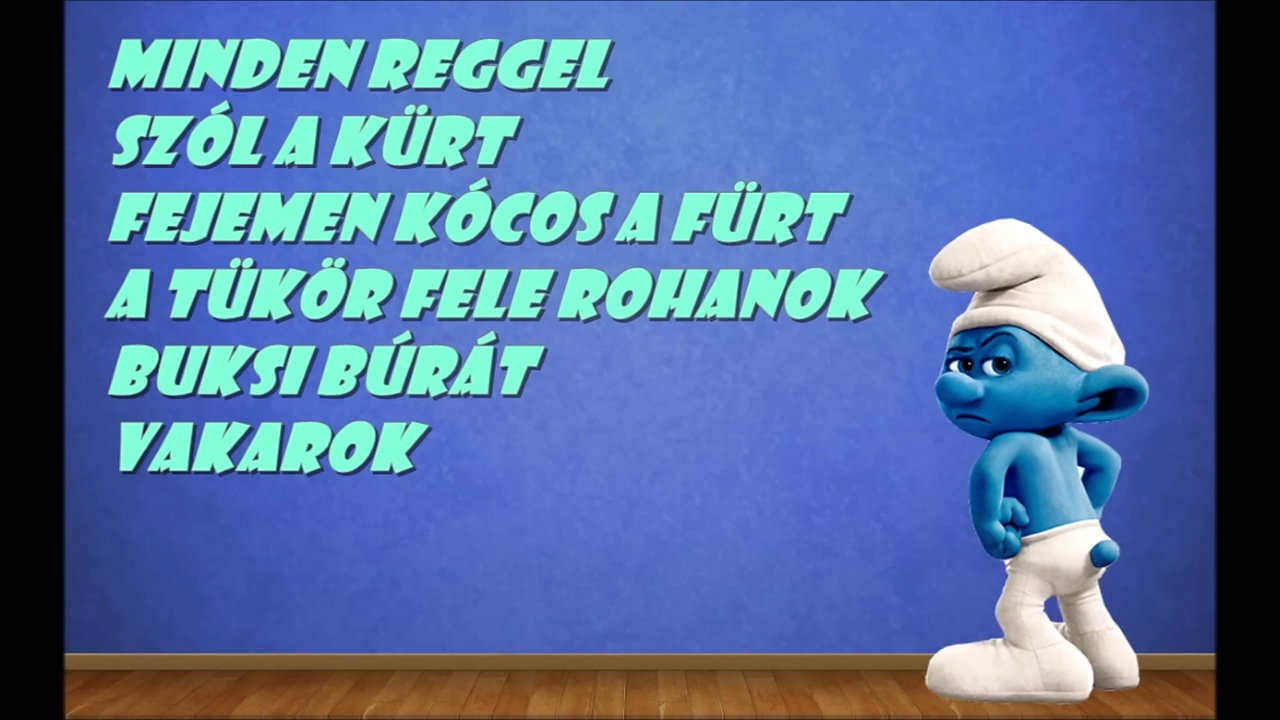 MINDEN REGGEL
SZÓL A KÜRT
FEJEMEN KÓCOS A FÜRT
A TÜKÖR FELE ROHANOK
BUKSI BÚRÁT
VAKAROK